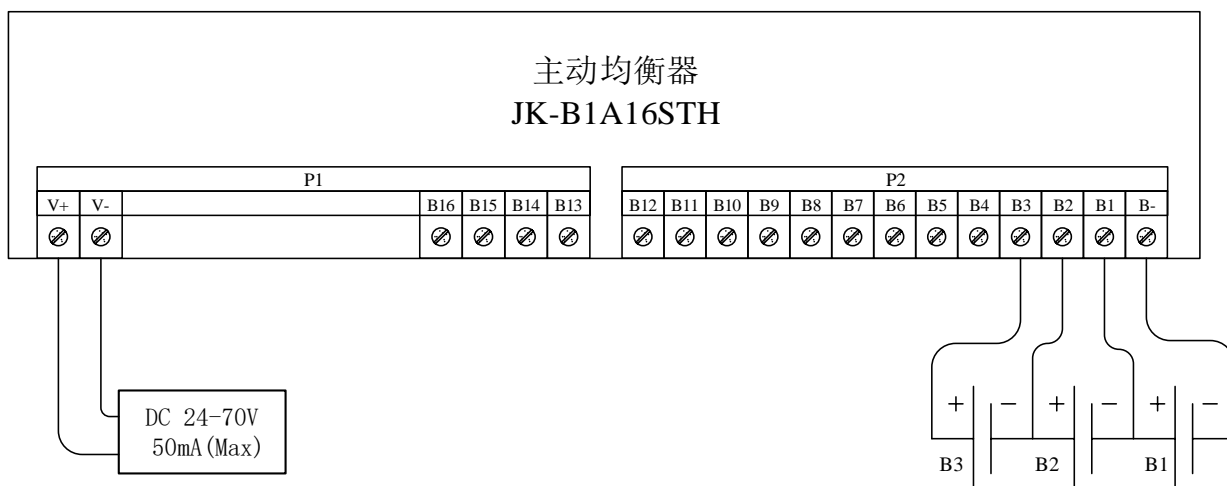 主动均衡器
JK-B1A16STH
P1 P2
V+ V- B16 B15 B14 B13 B12 B11 B10 B9 B8 B7 B6 B5 B4 B3 B2 B1 B-
DC 24-70V
50mA(Max)
+ − + − + −
B3 B2 B1